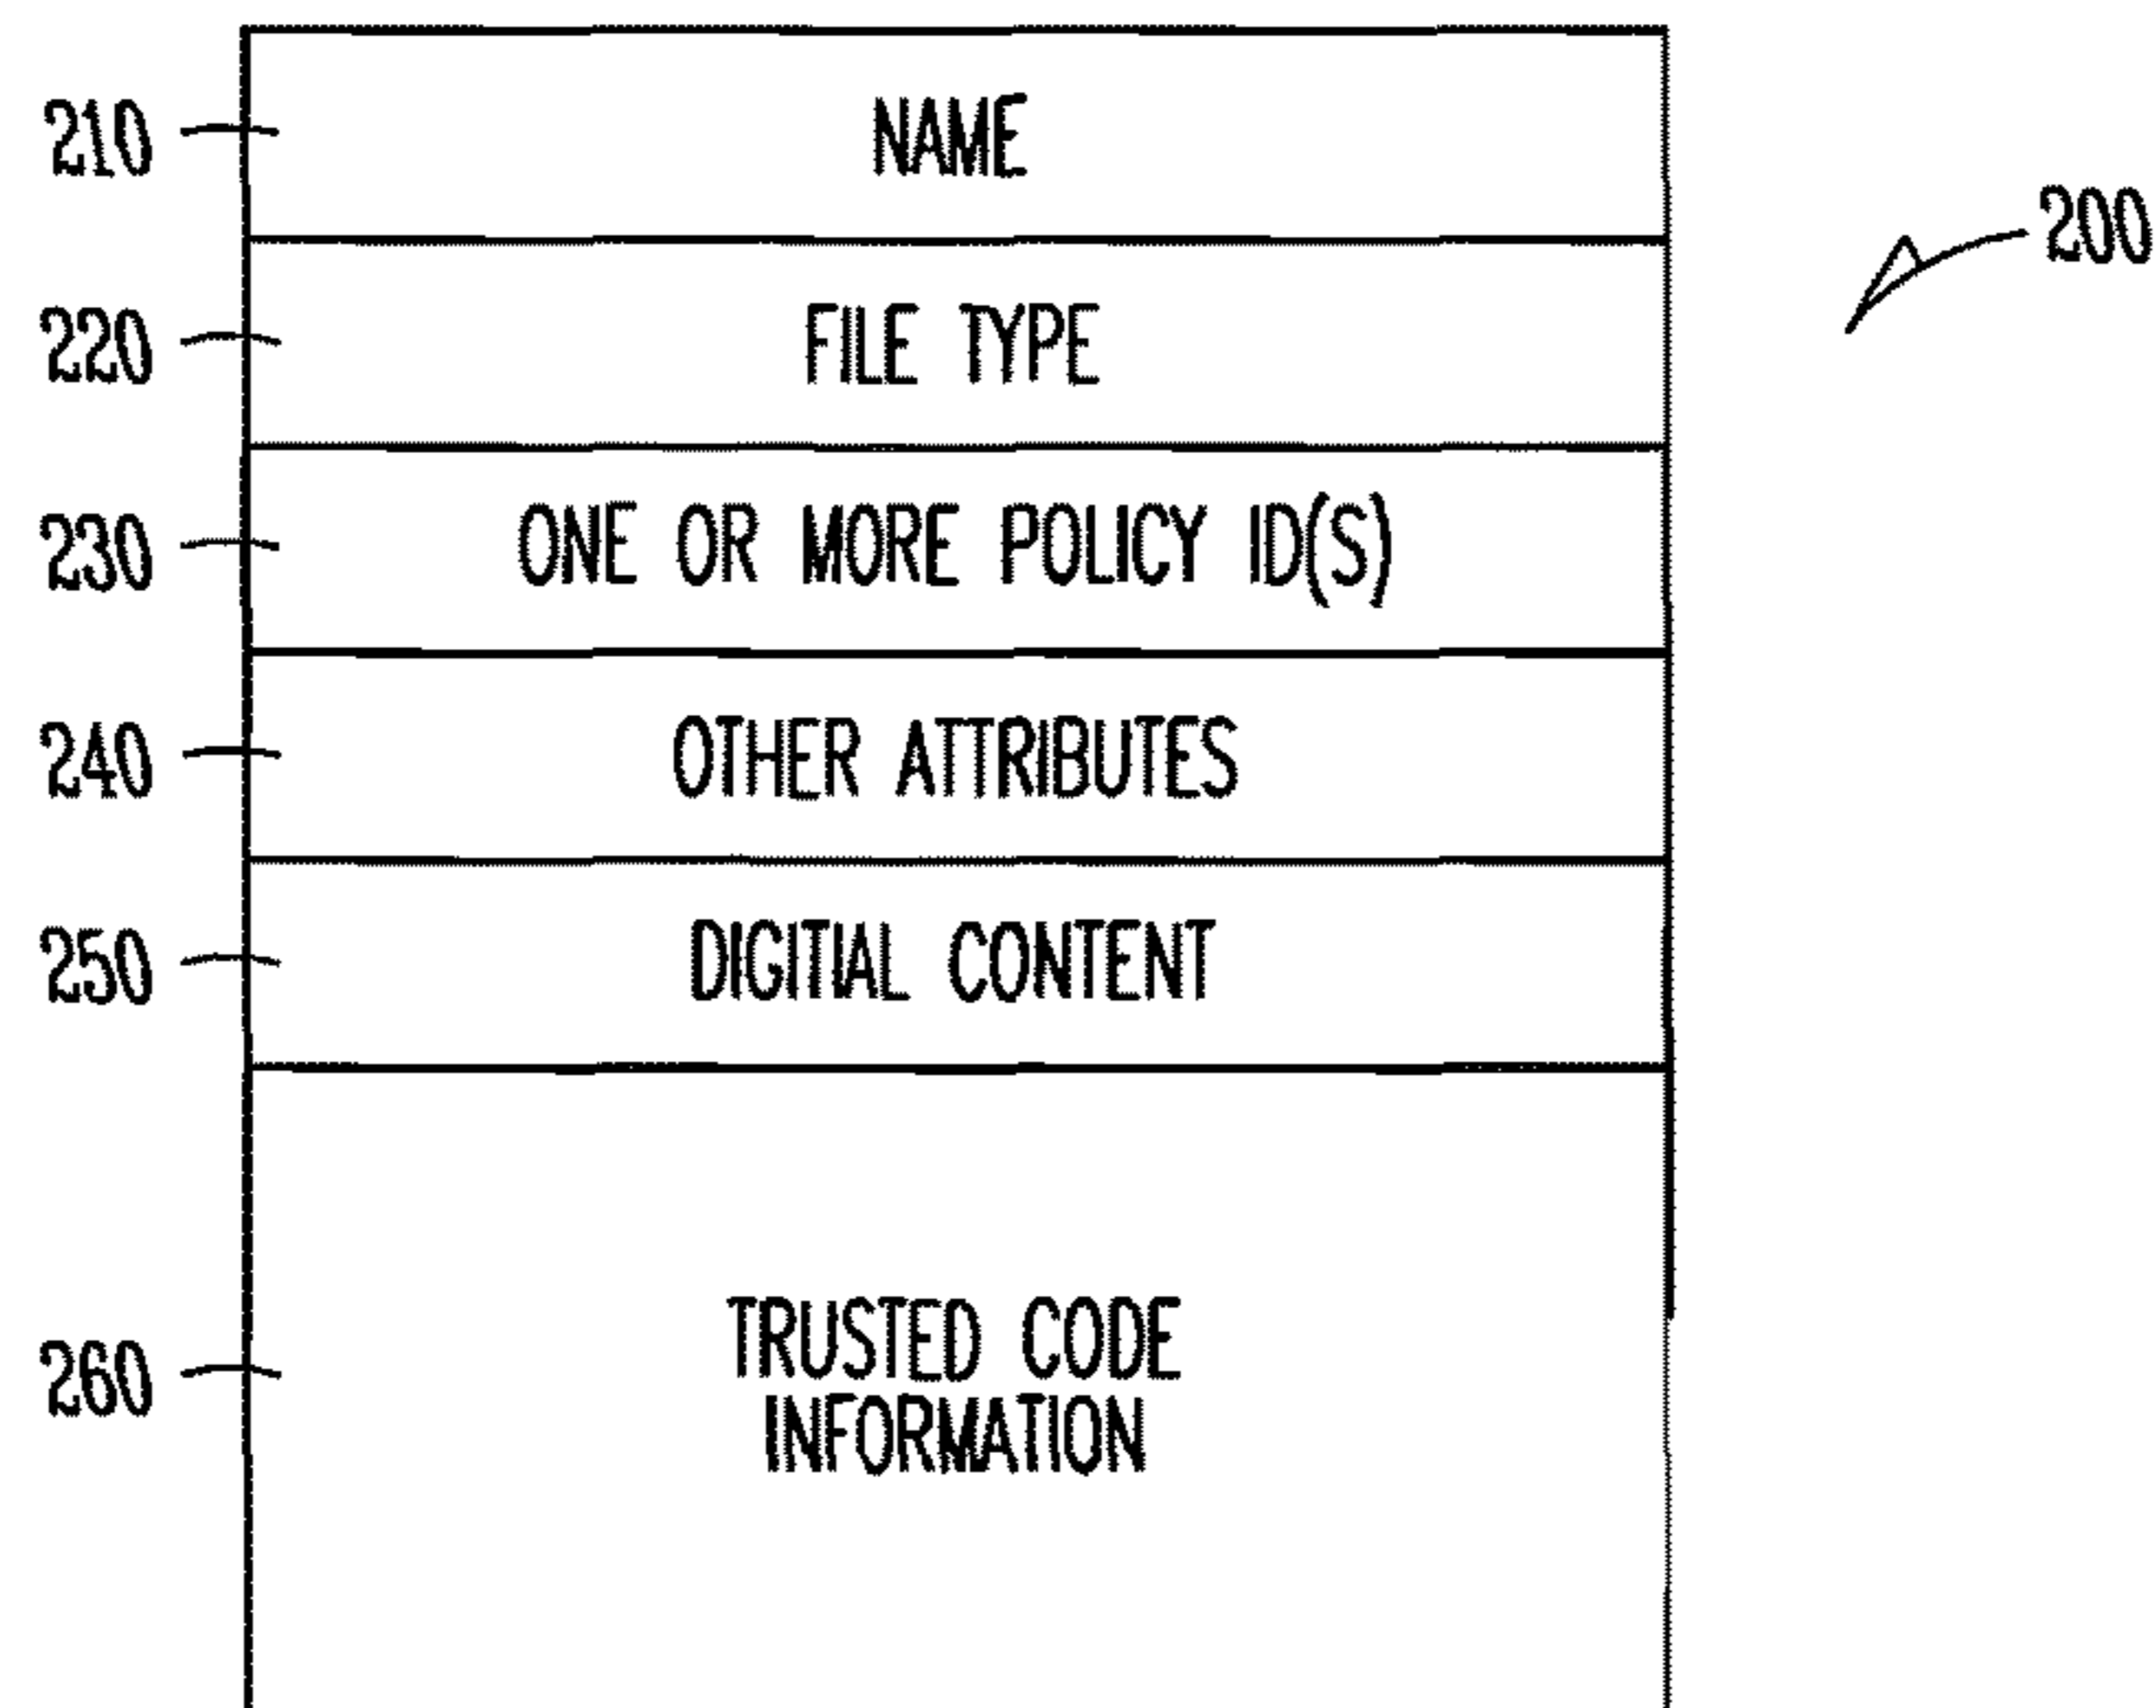 210 NAME
200
220 FILE TYPE
230 ONE OR MORE POLICY ID(S)
240 OTHER ATTRIBUTES
250 DIGITAL CONTENT
260 TRUSTED CODE
INFORMATION